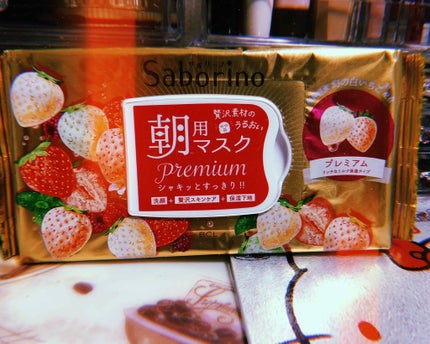 Saborino
贅沢素材の
うるおい
朝用
マスク
Premium
シャキッとすっきり!!
洗顔 + 贅沢スキンケア + 保湿下地
プレミアム